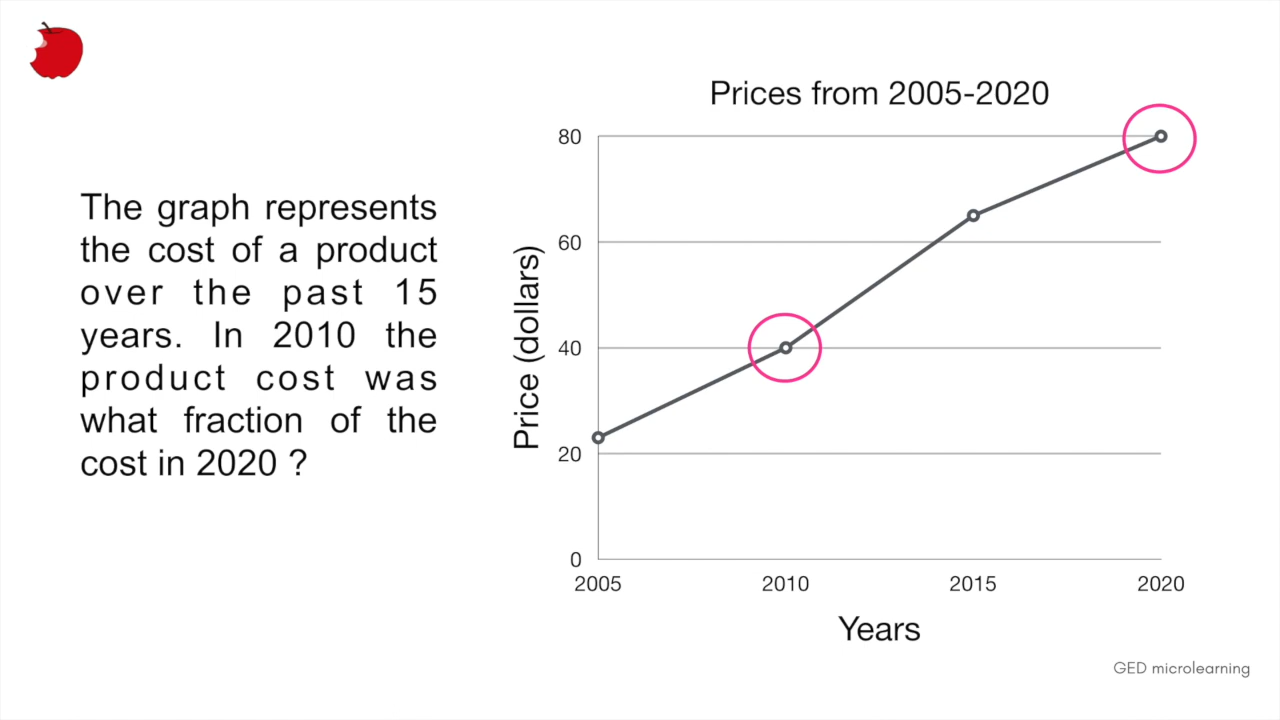 The graph represents
the cost of a product
over the past 15
years. In 2010 the
product cost was
what fraction of the
cost in 2020 ?
Prices from 2005-2020
Price (dollars)
80
60
40
20
0
2005 2010 2015 2020
Years
GED microlearning